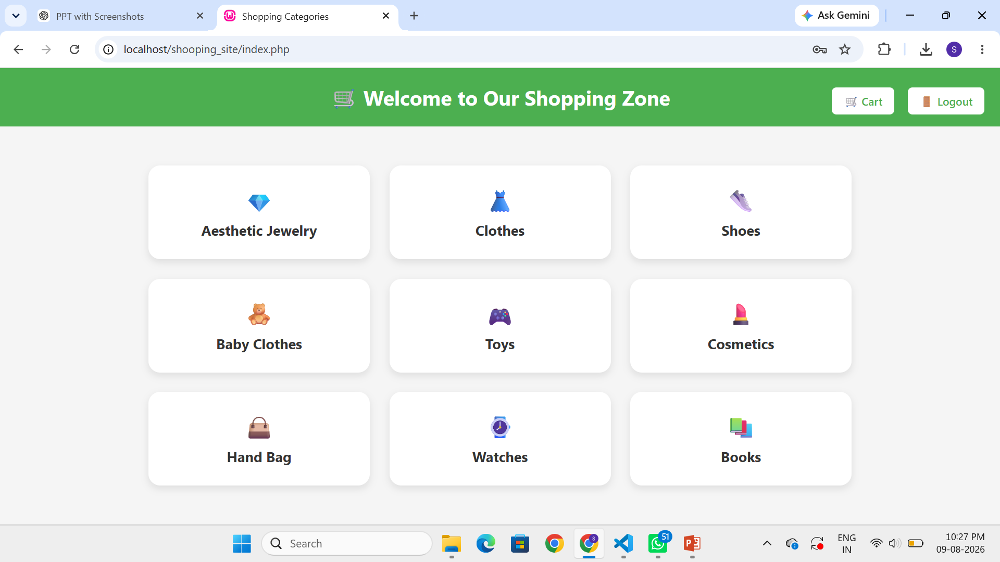 PPT with Screenshots
Shopping Categories
Ask Gemini
localhost/shooping_site/index.php
S
Welcome to Our Shopping Zone
Cart
Logout
Aesthetic Jewelry
Clothes
Shoes
Baby Clothes
Toys
Cosmetics
Hand Bag
Watches
Books
Search
S
51
P
ENG
IN
10:27 PM
09-08-2026